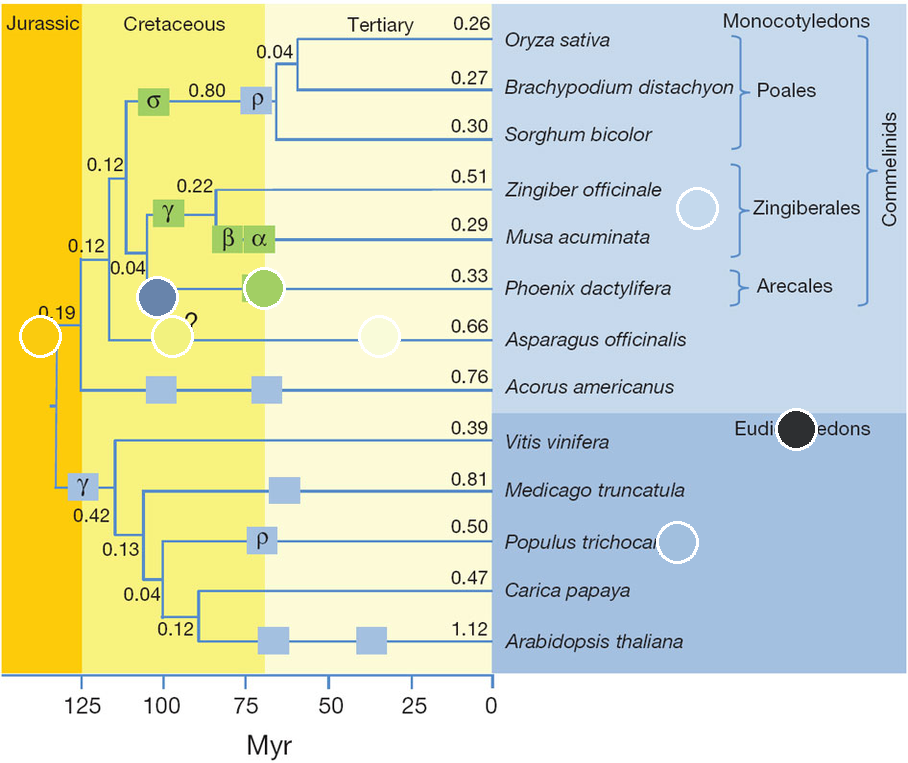 Jurassic
Cretaceous
Tertiary
Monocotyledons
0.26
Oryza sativa
0.04
0.27
Brachypodium distachyon
σ
0.80
ρ
Poales
0.30
Sorghum bicolor
0.12
0.51
Zingiber officinale
0.22
γ
Zingiberales
Commelinids
β α
0.29
Musa acuminata
0.12
0.04
0.33
Phoenix dactylifera
Arecales
?
0.19
0.66
Asparagus officinalis
0.76
Acorus americanus
0.39
Vitis vinifera
γ
0.42
0.81
Medicago truncatula
0.13
ρ
0.50
Populus
0.04
0.47
Carica papaya
0.12
1.12
Arabidopsis thaliana
125 100 75 50 25 0
Myr